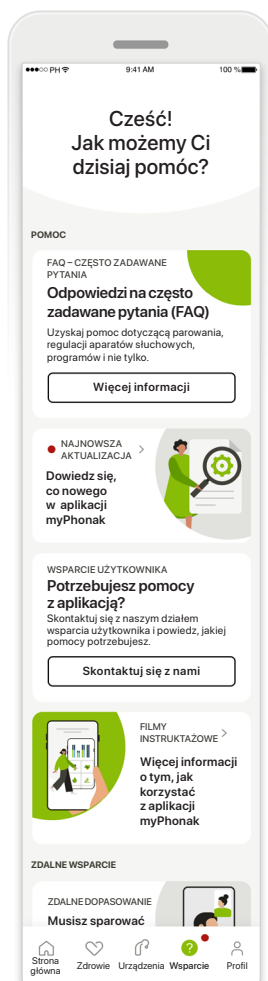 ●●●○○ PH 9:41 AM 100 %
Cześć!
Jak możemy Ci
dzisiaj pomóc?
POMOC
FAQ – CZĘSTO ZADAWANE
PYTANIA
Odpowiedzi na często
zadawane pytania (FAQ)
Uzyskaj pomoc dotyczącą parowania,
regulacji aparatów słuchowych,
programów i nie tylko.
Więcej informacji
NAJNOWSZA
AKTUALIZACJA
Dowiedz się,
co nowego
w aplikacji
myPhonak
WSPARCIE UŻYTKOWNIKA
Potrzebujesz pomocy
z aplikacją?
Skontaktuj się z naszym działem
wsparcia użytkownika i powiedz, jakiej
pomocy potrzebujesz.
Skontaktuj się z nami
FILMY
INSTRUKTAŻOWE
Więcej informacji
o tym, jak
korzystać
z aplikacji
myPhonak
ZDALNE WSPARCIE
ZDALNE DOPASOWANIE
Musisz sparować
Strona
główna
Zdrowie
Urządzenia
Wsparcie
Profil